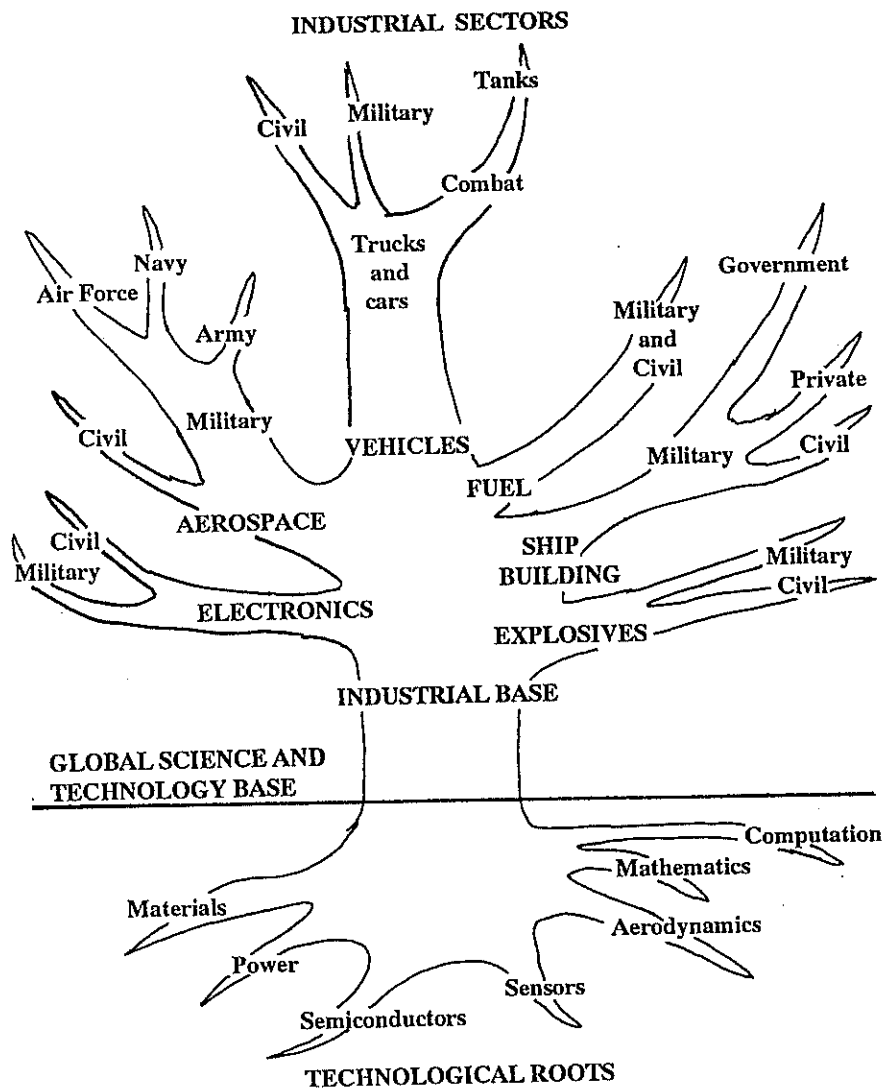 INDUSTRIAL SECTORS
Tanks
Military
Civil
Combat
Trucks
and
cars
Navy
Air Force
Army
Military
Government
Military
and
Civil
Private
Civil
Military
Civil
VEHICLES
FUEL
AEROSPACE
SHIP
BUILDING
Civil
Military
Military
Civil
ELECTRONICS
EXPLOSIVES
INDUSTRIAL BASE
GLOBAL SCIENCE AND
TECHNOLOGY BASE
Computation
Mathematics
Materials
Aerodynamics
Power
Sensors
Semiconductors
TECHNOLOGICAL ROOTS